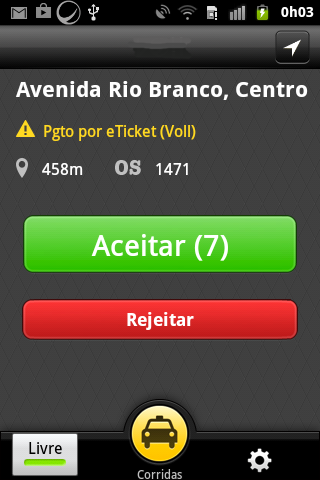 0h03
Avenida Rio Branco, Centro
Pgto por eTicket (Voll)
458m OS 1471
Aceitar (7)
Rejeitar
Livre
Corridas